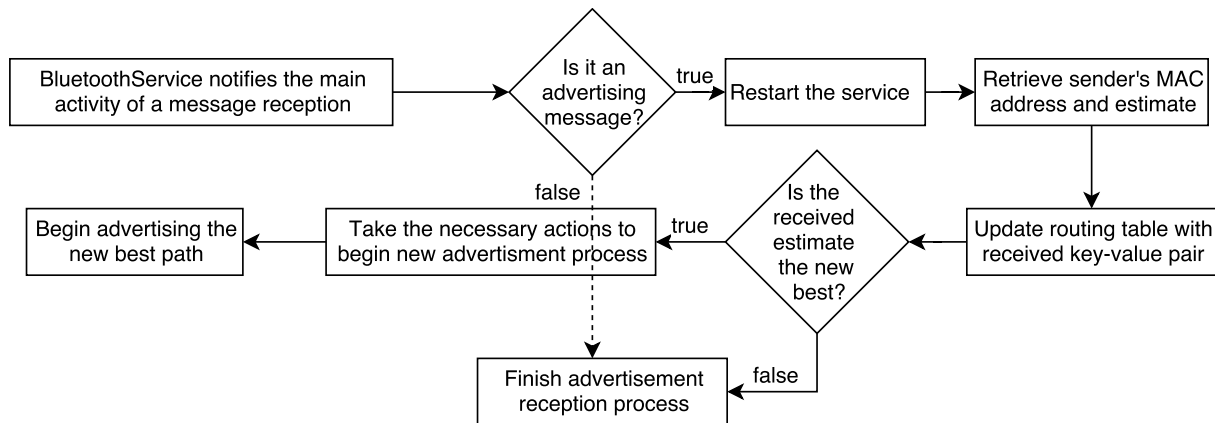 BluetoothService notifies the main
activity of a message reception
Is it an
advertising
message?
true
Restart the service
Retrieve sender's MAC
address and estimate
false
Begin advertising the
new best path
Take the necessary actions to
begin new advertisment process
true
Is the
received
estimate
the new
best?
Update routing table with
received key-value pair
Finish advertisement
reception process
false